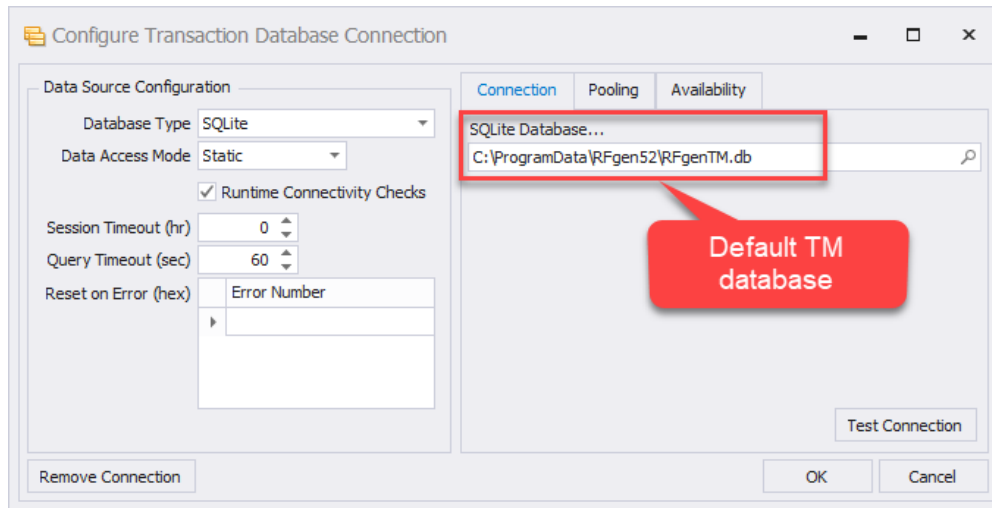 Configure Transaction Database Connection
Data Source Configuration
Database Type SQLite
Data Access Mode Static
Runtime Connectivity Checks
Session Timeout (hr) 0
Query Timeout (sec) 60
Reset on Error (hex) Error Number
Connection Pooling Availability
SQLite Database...
C:\ProgramData\RFgen52\RFgenTM.db
Default TM
database
Test Connection
Remove Connection OK Cancel